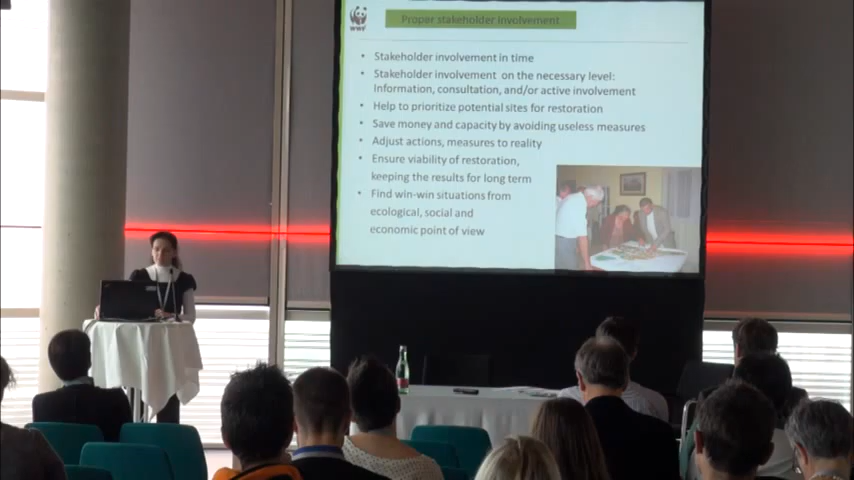 WWF
Proper stakeholder involvement
• Stakeholder involvement in time
• Stakeholder involvement on the necessary level:
Information, consultation, and/or active involvement
• Help to prioritize potential sites for restoration
• Save money and capacity by avoiding useless measures
• Adjust actions, measures to reality
• Ensure viability of restoration,
keeping the results for long term
• Find win-win situations from
ecological, social and
economic point of view